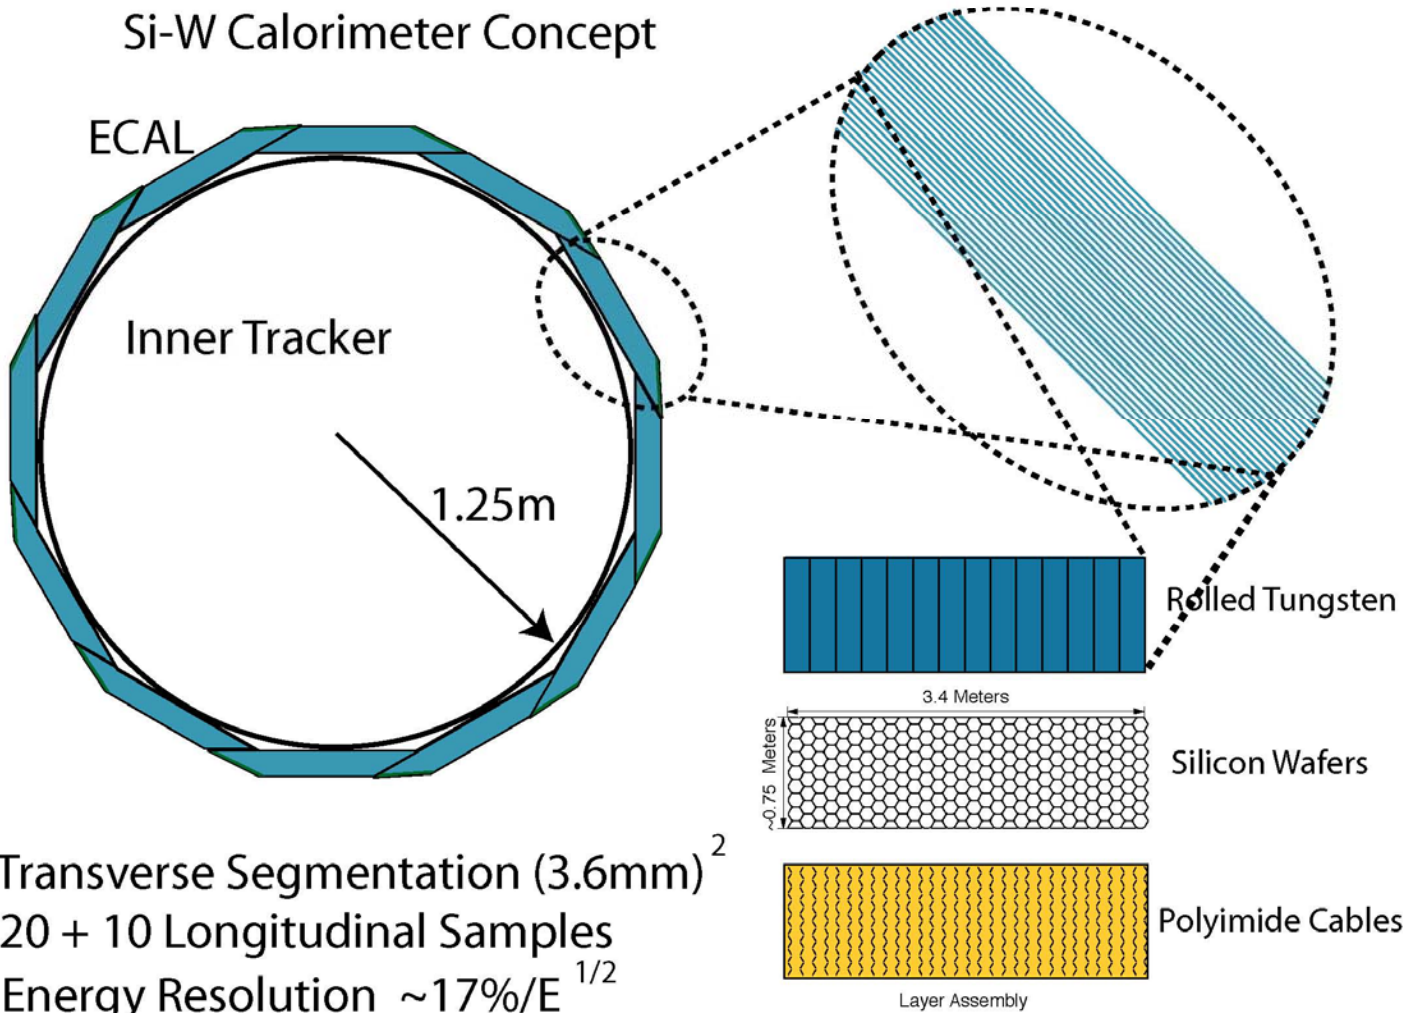 Si-W Calorimeter Concept
ECAL
Inner Tracker
1.25m
Rolled Tungsten
3.4 Meters
~0.75 Meters
Silicon Wafers
Polyimide Cables
Layer Assembly
Transverse Segmentation (3.6mm)²
20 + 10 Longitudinal Samples
Energy Resolution ~17%/E 1/2